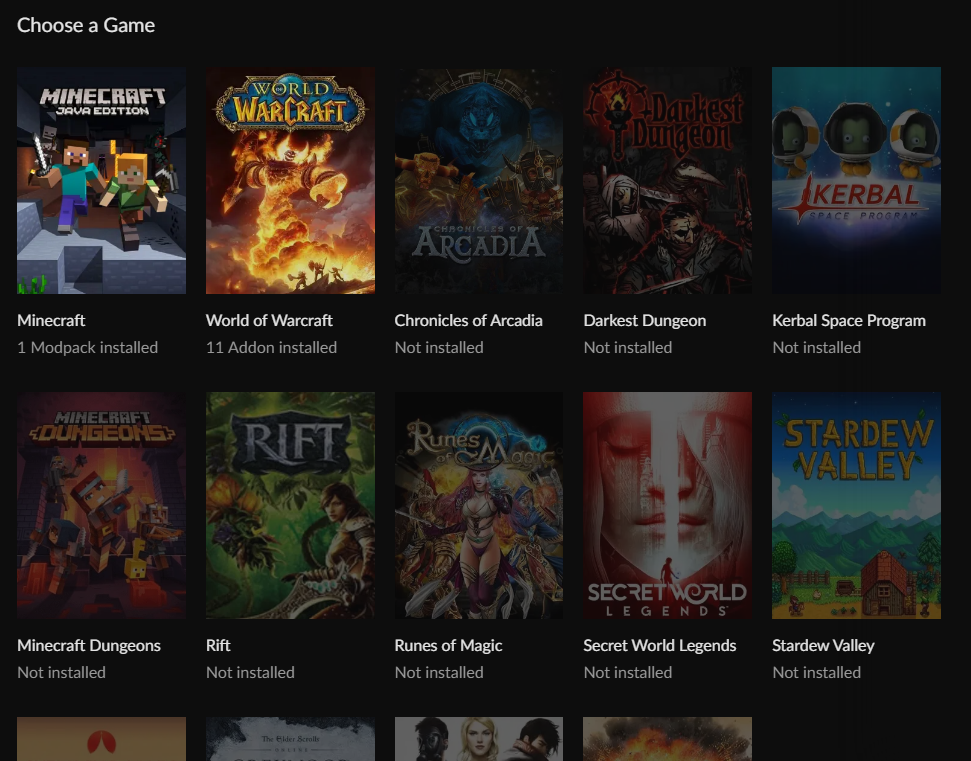 Choose a Game
MINECRAFT
JAVA EDITION
WORLD
OF
WARCRAFT
CHRONICLES OF
ARCADIA
Darkest
Dungeon
KERBAL
SPACE PROGRAM
Minecraft
World of Warcraft
Chronicles of Arcadia
Darkest Dungeon
Kerbal Space Program
1 Modpack installed
11 Addon installed
Not installed
Not installed
Not installed
MINECRAFT
DUNGEONS
RIFT
Runes
of Magic
SECRET WORLD
LEGENDS
STARDEW
VALLEY
Minecraft Dungeons
Rift
Runes of Magic
Secret World Legends
Stardew Valley
Not installed
Not installed
Not installed
Not installed
Not installed
The Elder Scrolls